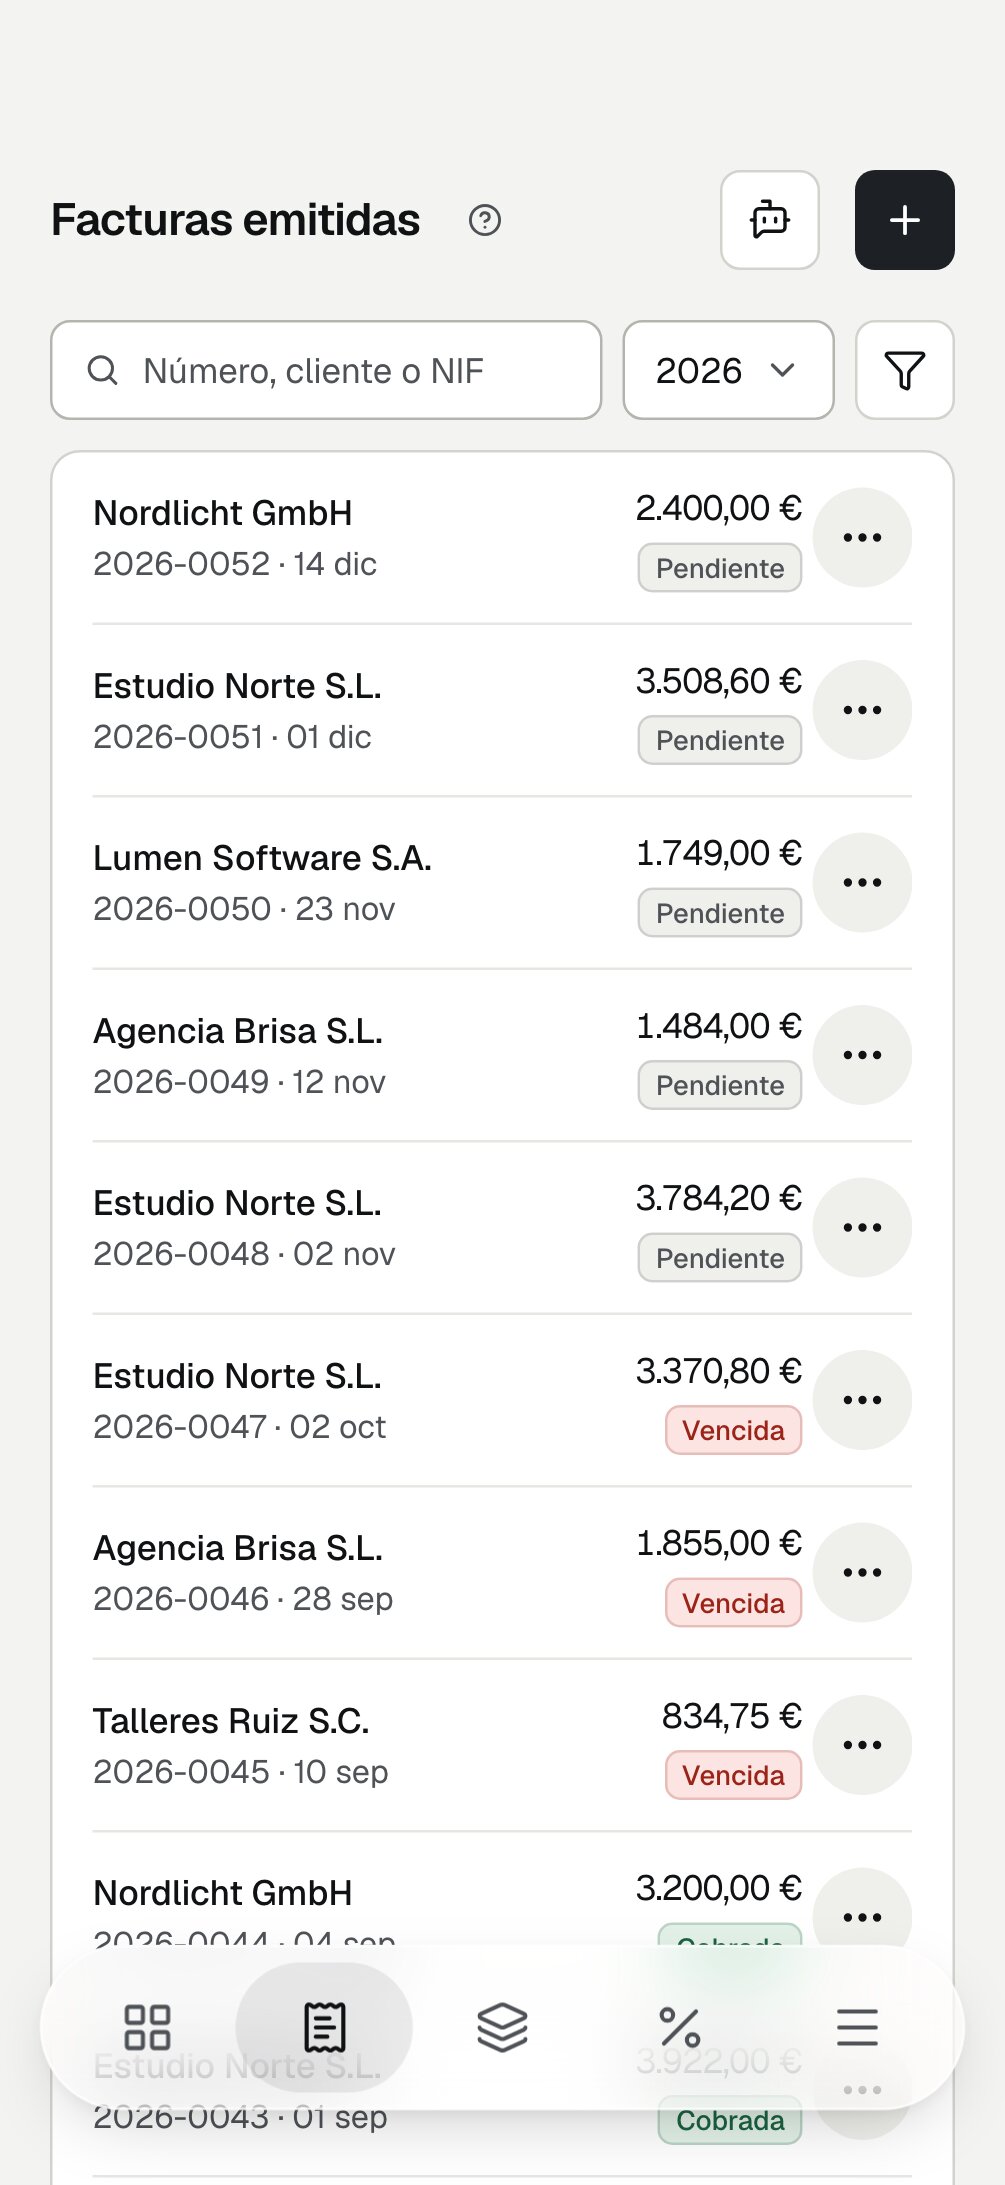 Facturas emitidas
Número, cliente o NIF
2026
Nordlicht GmbH
2.400,00 €
2026-0052 · 14 dic
Pendiente
Estudio Norte S.L.
3.508,60 €
2026-0051 · 01 dic
Pendiente
Lumen Software S.A.
1.749,00 €
2026-0050 · 23 nov
Pendiente
Agencia Brisa S.L.
1.484,00 €
2026-0049 · 12 nov
Pendiente
Estudio Norte S.L.
3.784,20 €
2026-0048 · 02 nov
Pendiente
Estudio Norte S.L.
3.370,80 €
2026-0047 · 02 oct
Vencida
Agencia Brisa S.L.
1.855,00 €
2026-0046 · 28 sep
Vencida
Talleres Ruiz S.C.
834,75 €
2026-0045 · 10 sep
Vencida
Nordlicht GmbH
3.200,00 €
2026-0044 · 04 sep
Cobrada
Estudio Norte S.L.
3.922,00 €
2026-0043 · 01 sep
Cobrada